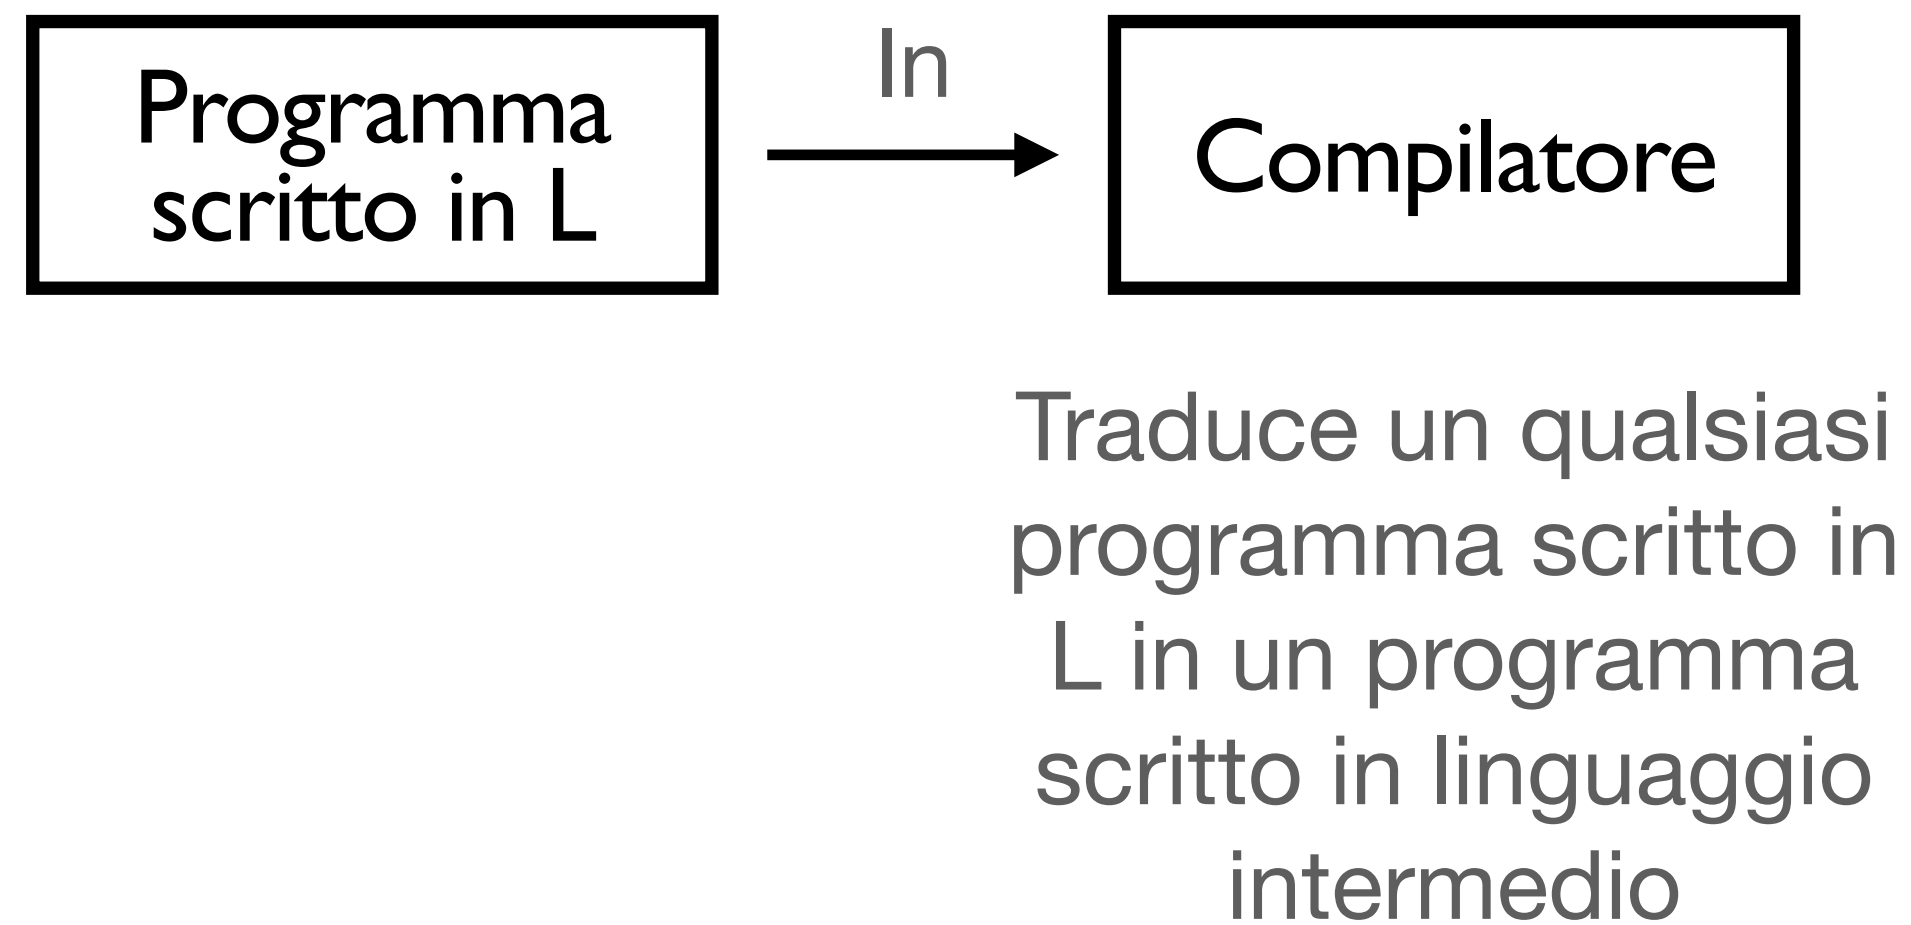 Programma
scritto in L
In
Compilatore
Traduce un qualsiasi
programma scritto in
L in un programma
scritto in linguaggio
intermedio